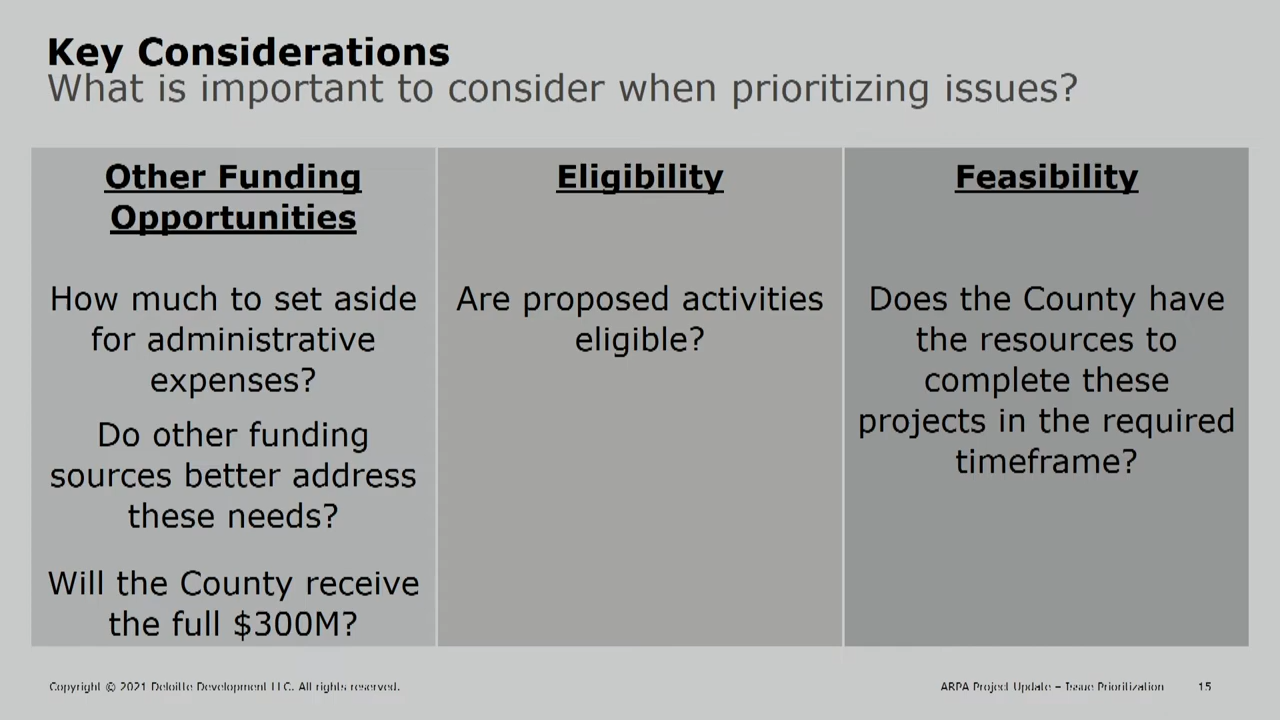 Key Considerations
What is important to consider when prioritizing issues?
Other Funding
Opportunities
How much to set aside
for administrative
expenses?
Do other funding
sources better address
these needs?
Will the County receive
the full $300M?
Eligibility
Are proposed activities
eligible?
Feasibility
Does the County have
the resources to
complete these
projects in the required
timeframe?
Copyright © 2021 Deloitte Development LLC. All rights reserved.
ARPA Project Update – Issue Prioritization 15